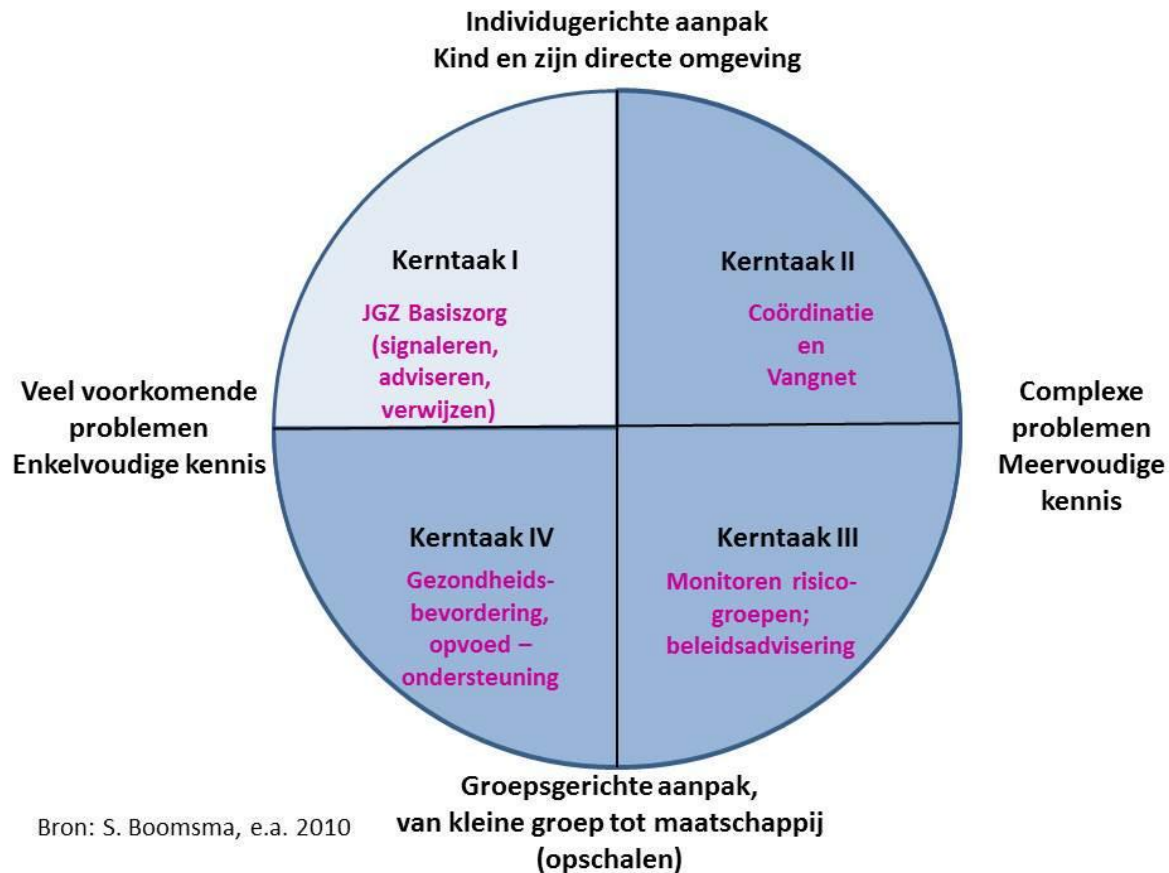 Individugerichte aanpak
Kind en zijn directe omgeving
Kerntaak I
JGZ Basiszorg
(signaleren,
adviseren,
verwijzen)
Kerntaak II
Coördinatie
en
Vangnet
Veel voorkomende
problemen
Enkelvoudige kennis
Complexe
problemen
Meervoudige
kennis
Kerntaak IV
Gezondheids-
bevordering,
opvoed –
ondersteuning
Kerntaak III
Monitoren risico-
groepen;
beleidsadvisering
Groepsgerichte aanpak,
van kleine groep tot maatschappij
(opschalen)
Bron: S. Boomsma, e.a. 2010